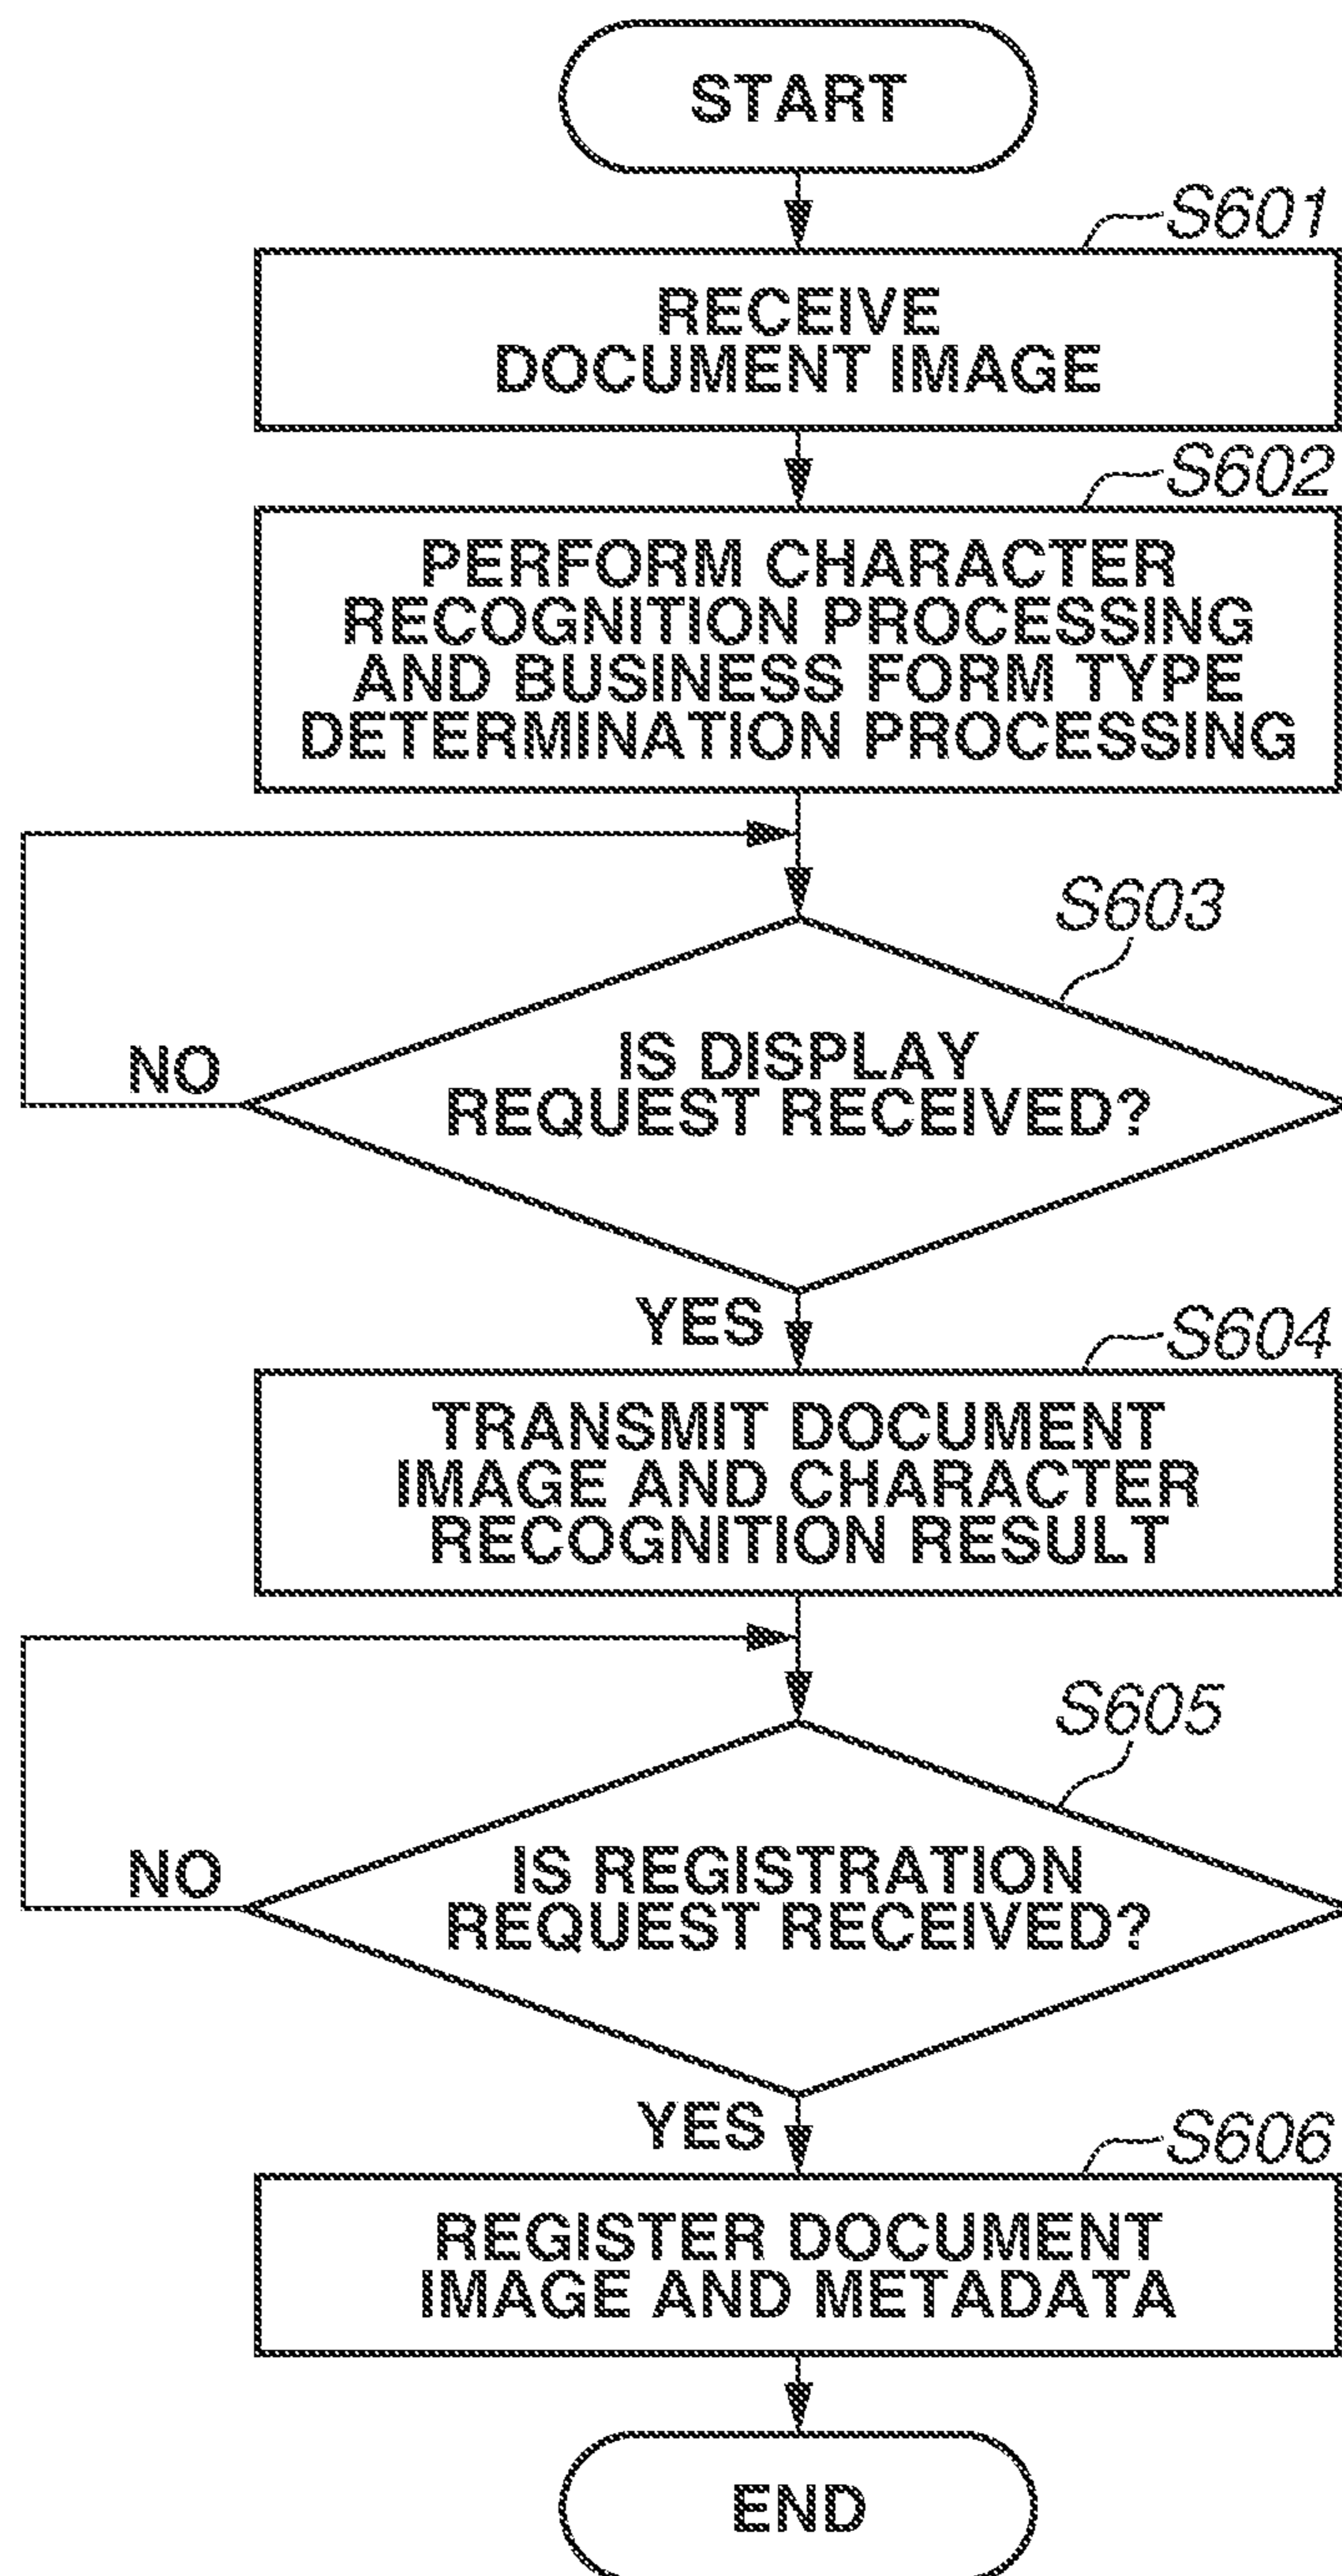 START
S601
RECEIVE
DOCUMENT IMAGE
S602
PERFORM CHARACTER
RECOGNITION PROCESSING
AND BUSINESS FORM TYPE
DETERMINATION PROCESSING
S603
IS DISPLAY
REQUEST RECEIVED?
NO
YES
S604
TRANSMIT DOCUMENT
IMAGE AND CHARACTER
RECOGNITION RESULT
S605
IS REGISTRATION
REQUEST RECEIVED?
NO
YES
S606
REGISTER DOCUMENT
IMAGE AND METADATA
END